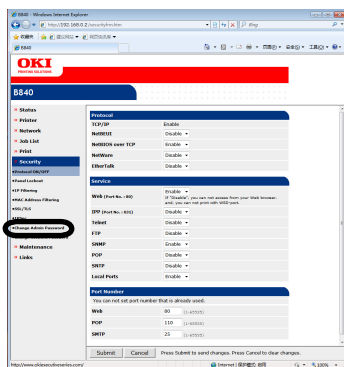 B840 - Windows Internet Explorer
http://192.168.0.2/
B840
OKI
PRINTING SOLUTIONS
B840
Status
Printer
Network
Job List
Print
Security
Protocol ON/OFF
Panel Lockout
IP Filtering
MAC Address Filtering
SSL/TLS
Change Admin Password
Maintenance
Links
Protocol
TCP/IP Enable
NetBEUI Disable
NetBIOS over TCP Enable
NetWare Disable
EtherTalk Disable
Service
Web (Port No. : 80) Enable
If "Disable", you can not access from your Web browser.
and, you can not print with WSD-port.
IPP (Port No. : 631) Disable
Telnet Disable
FTP Disable
SNMP Enable
POP Disable
SNTP Disable
Local Ports Enable
Port Number
You can not set port number that is already used.
Web 80 (1-65535)
POP 110 (1-65535)
SMTP 25 (1-65535)
Submit Cancel Press Submit to send changes. Press Cancel to clear changes.
http://www.okiexecutiveseries.com/
Internet 100%